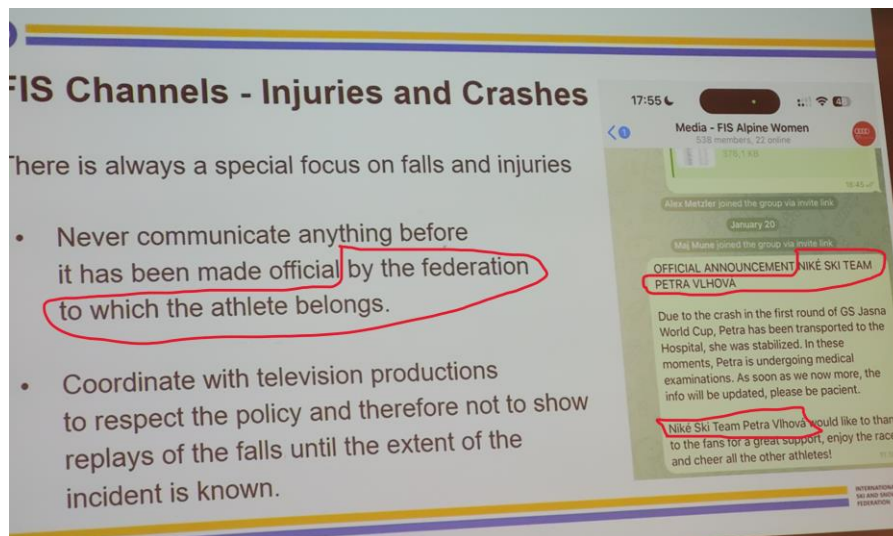 FIS Channels - Injuries and Crashes
There is always a special focus on falls and injuries
• Never communicate anything before
it has been made official by the federation
to which the athlete belongs.
• Coordinate with television productions
to respect the policy and therefore not to show
replays of the falls until the extent of the
incident is known.
17:55
Media - FIS Alpine Women
538 members, 22 online
376,1 KB
Alex Metzler joined the group via invite link
January 20
Maj Mune joined the group via invite link
OFFICIAL ANNOUNCEMENT NIKÉ SKI TEAM
PETRA VLHOVÁ
Due to the crash in the first round of GS Jasna
World Cup, Petra has been transported to the
Hospital, she was stabilized. In these
moments, Petra is undergoing medical
examinations. As soon as we now more, the
info will be updated, please be pacient.
Niké Ski Team Petra Vlhová would like to than
to the fans for a great support, enjoy the race
and cheer all the other athletes!
INTERNATIONA
SKI AND SNOW
FEDERATION